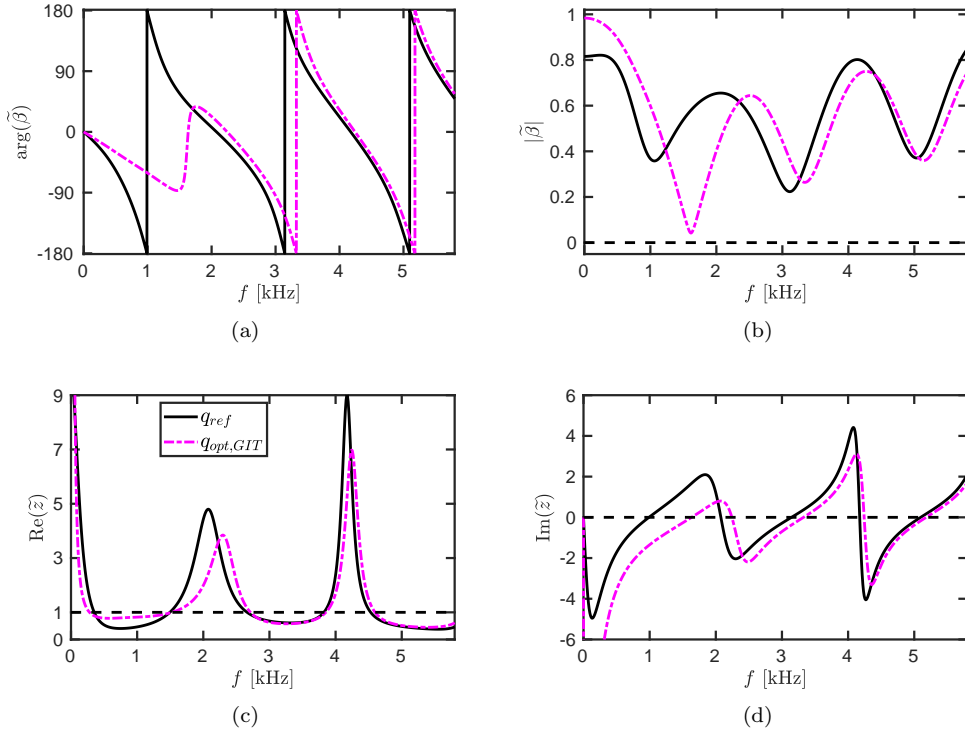 180
90
0
-90
-180
arg(β̃)
0 1 2 3 4 5
f [kHz]
(a)
1
0.8
0.6
0.4
0.2
0
|β̃|
0 1 2 3 4 5
f [kHz]
(b)
9
7
5
3
1
0
Re(z̃)
q_ref
q_opt,GIT
0 1 2 3 4 5
f [kHz]
(c)
6
4
2
0
-2
-4
-6
Im(z̃)
0 1 2 3 4 5
f [kHz]
(d)